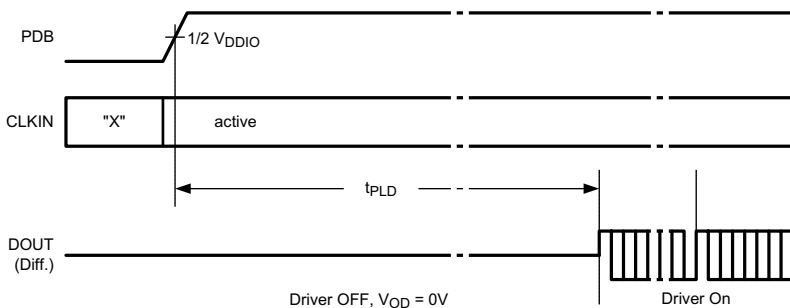 PDB
1/2 VDDIO
CLKIN
"X"
active
tPLD
DOUT
(Diff.)
Driver OFF, VOD = 0V
Driver On